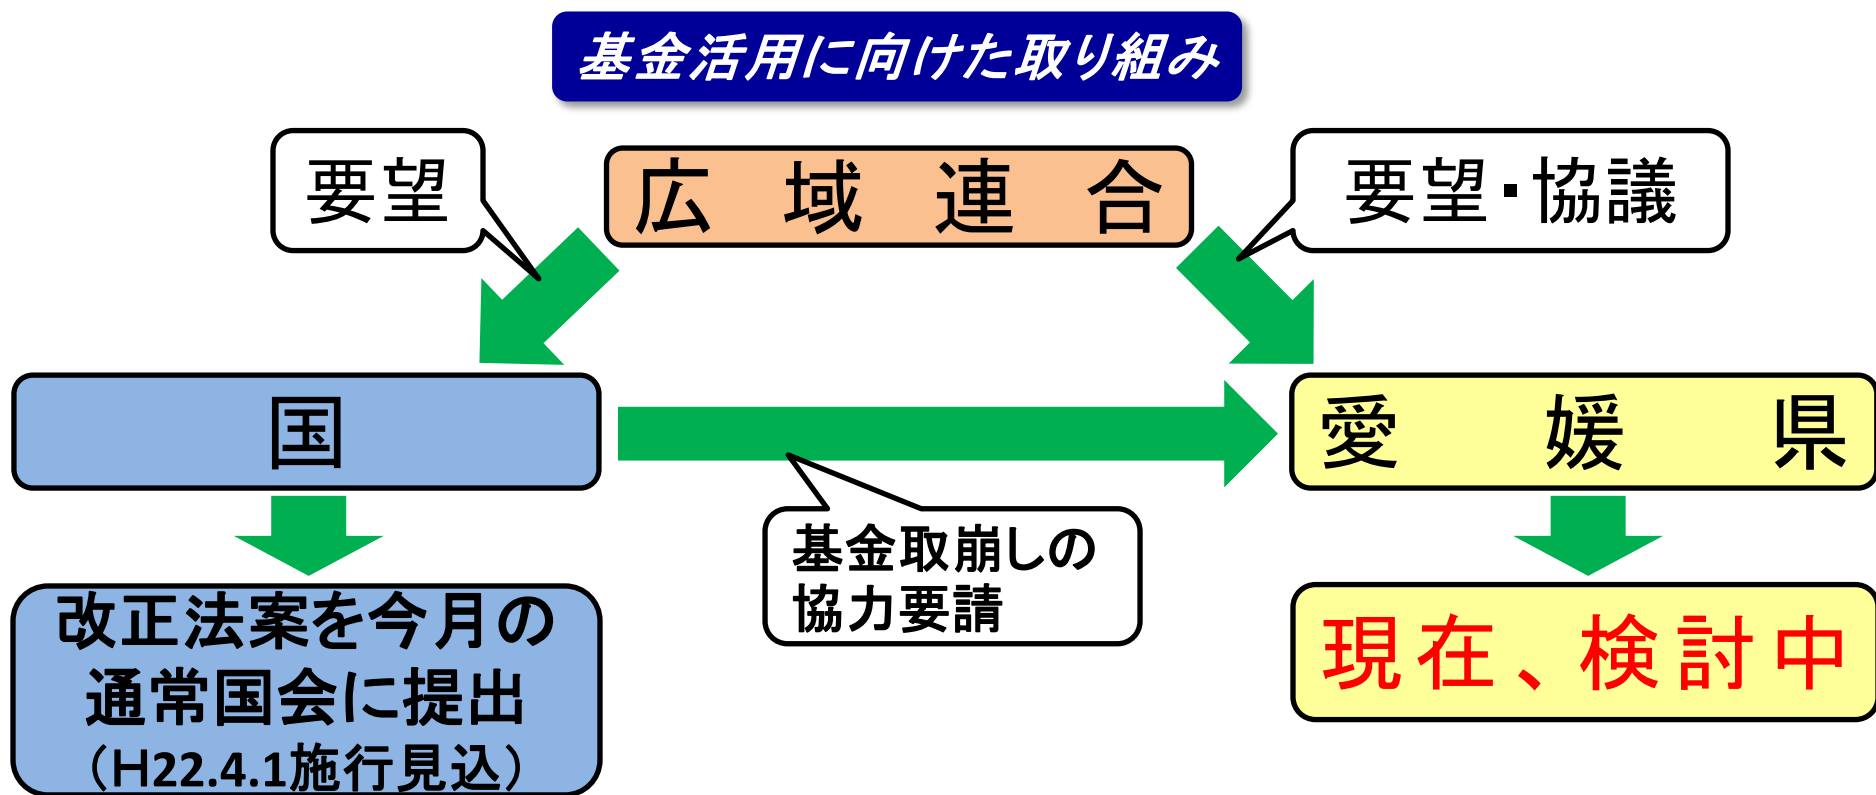 基金活用に向けた取り組み
要望
広域連合
要望・協議
国
愛媛県
基金取崩しの
協力要請
改正法案を今月の
通常国会に提出
（H22.4.1施行見込）
現在、検討中